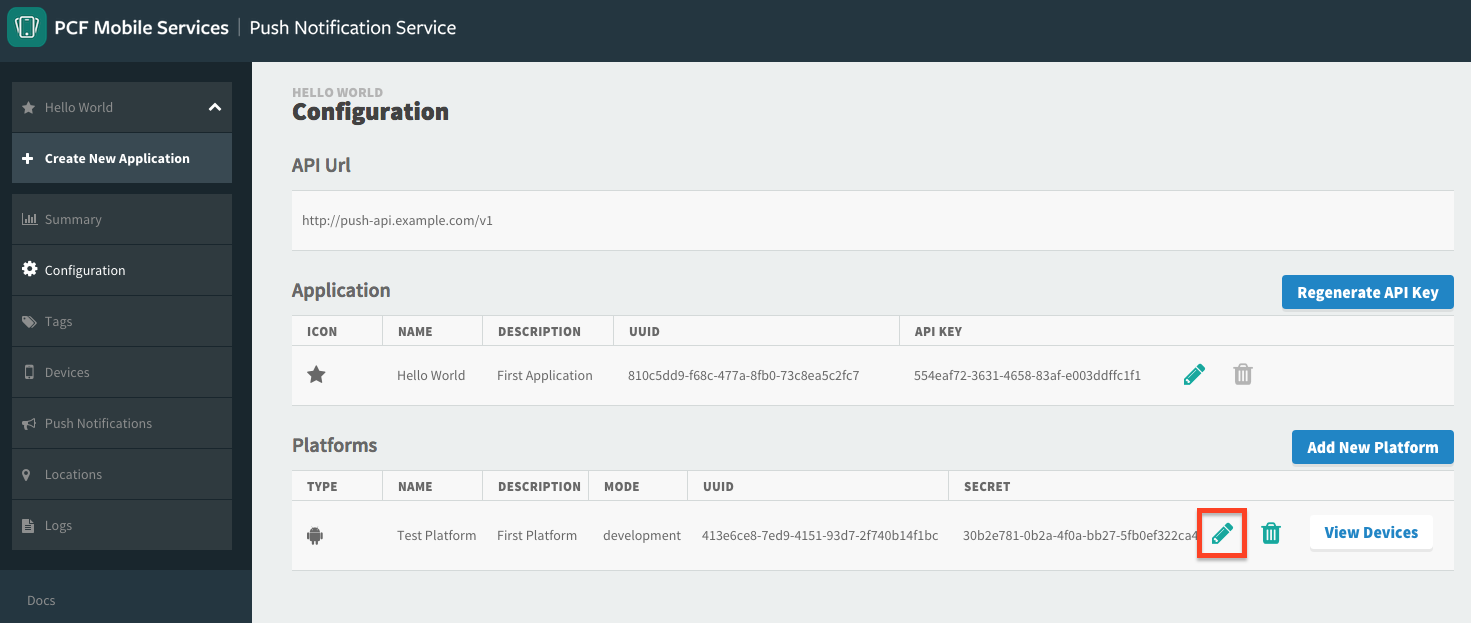 PCF Mobile Services | Push Notification Service
Hello World
Create New Application
Summary
Configuration
Tags
Devices
Push Notifications
Locations
Logs
Docs
HELLO WORLD
Configuration
API Url
http://push-api.example.com/v1
Application
Regenerate API Key
ICON NAME DESCRIPTION UUID API KEY
Hello World First Application 810c5dd9-f68c-477a-8fb0-73c8ea5c2fc7 554eaf72-3631-4658-83af-e003ddffc1f1
Platforms
Add New Platform
TYPE NAME DESCRIPTION MODE UUID SECRET
Test Platform First Platform development 413e6ce8-7ed9-4151-93d7-2f740b14f1bc 30b2e781-0b2a-4f0a-bb27-5fb0ef322ca4 View Devices